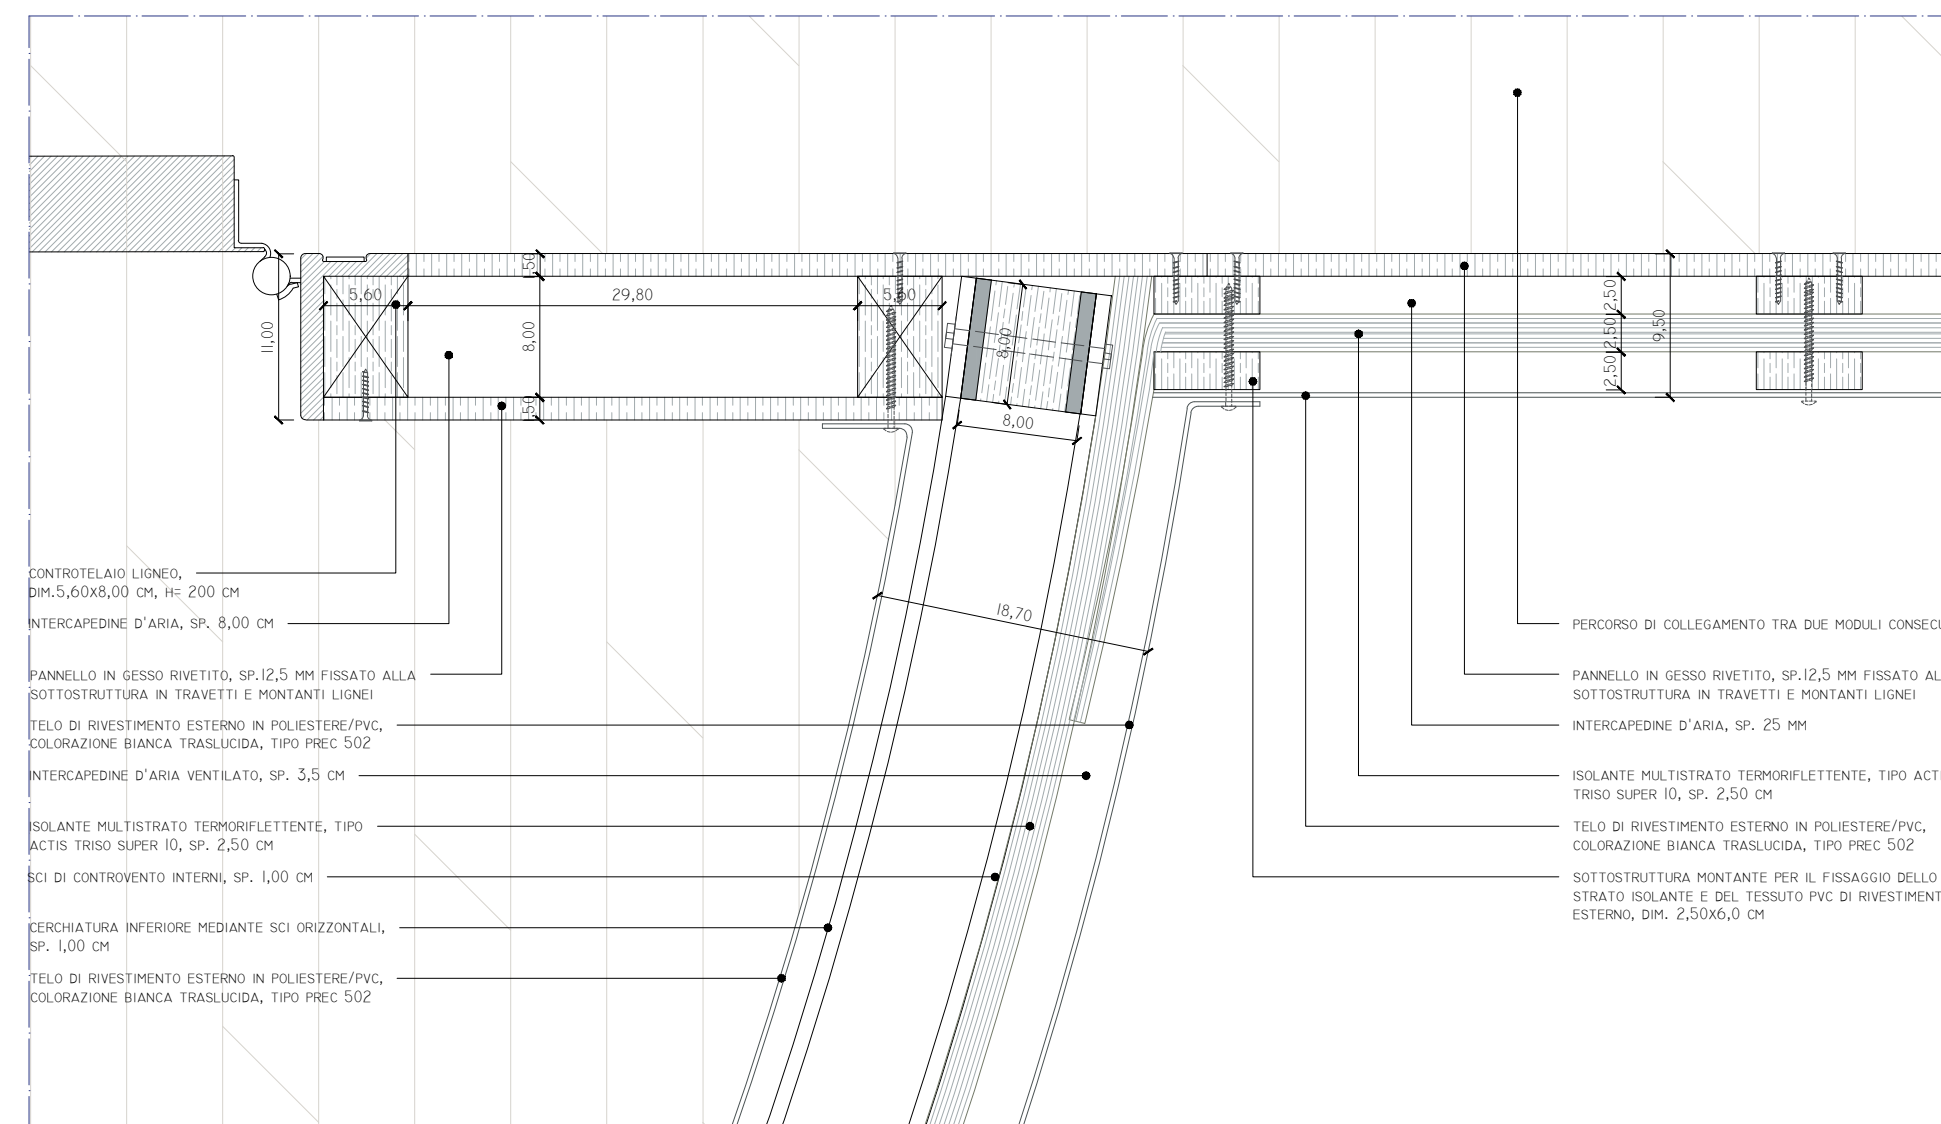 1,50
2,50
5,60
29,80
5,60
11,00
8,00
8,00
2,50
9,50
2,50
1,50
8,00
CONTROTELAIO LIGNEO,
DIM.5,60X8,00 CM, H= 200 CM
INTERCAPEDINE D'ARIA, SP. 8,00 CM
PANNELLO IN GESSO RIVETITO, SP.12,5 MM FISSATO ALLA
SOTTOSTRUTTURA IN TRAVETTI E MONTANTI LIGNEI
TELO DI RIVESTIMENTO ESTERNO IN POLIESTERE/PVC,
COLORAZIONE BIANCA TRASLUCIDA, TIPO PREC 502
INTERCAPEDINE D'ARIA VENTILATO, SP. 3,5 CM
ISOLANTE MULTISTRATO TERMORIFLETTENTE, TIPO
ACTIS TRISO SUPER 10, SP. 2,50 CM
SCI DI CONTROVENTO INTERNI, SP. 1,00 CM
CERCHIATURA INFERIORE MEDIANTE SCI ORIZZONTALI,
SP. 1,00 CM
TELO DI RIVESTIMENTO ESTERNO IN POLIESTERE/PVC,
COLORAZIONE BIANCA TRASLUCIDA, TIPO PREC 502
18,70
PERCORSO DI COLLEGAMENTO TRA DUE MODULI CONSECU
PANNELLO IN GESSO RIVETITO, SP.12,5 MM FISSATO AL
SOTTOSTRUTTURA IN TRAVETTI E MONTANTI LIGNEI
INTERCAPEDINE D'ARIA, SP. 25 MM
ISOLANTE MULTISTRATO TERMORIFLETTENTE, TIPO ACTI
TRISO SUPER 10, SP. 2,50 CM
TELO DI RIVESTIMENTO ESTERNO IN POLIESTERE/PVC,
COLORAZIONE BIANCA TRASLUCIDA, TIPO PREC 502
SOTTOSTRUTTURA MONTANTE PER IL FISSAGGIO DELLO
STRATO ISOLANTE E DEL TESSUTO PVC DI RIVESTIMENT
ESTERNO, DIM. 2,50X6,0 CM